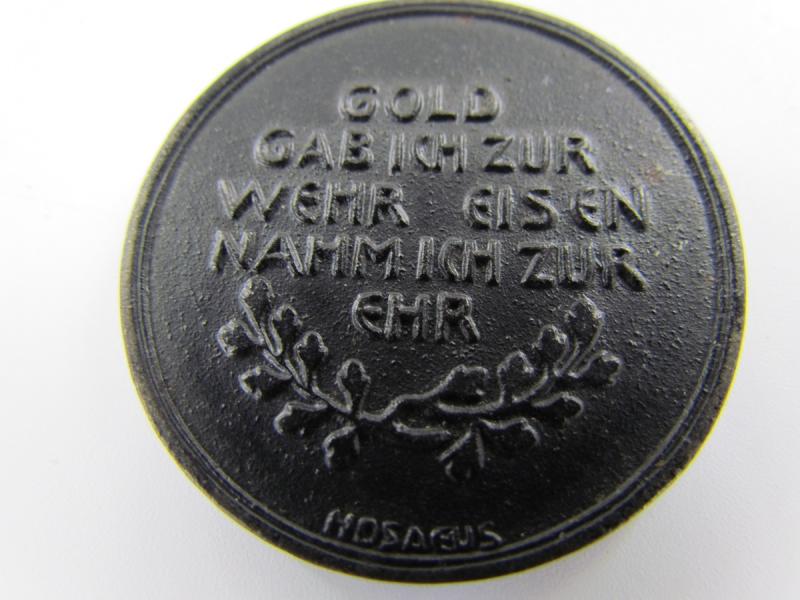 GOLD
GAB ICH ZUR
WEHR EISEN
NAHM ICH ZUR
EHR
HOSAEUS